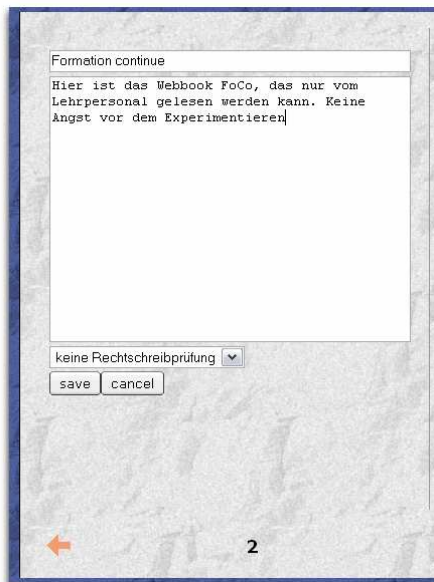 Formation continue
Hier ist das Webbook FoCo, das nur vom
Lehrpersonal gelesen werden kann. Keine
Angst vor dem Experimentieren
keine Rechtschreibprüfung
save cancel
2